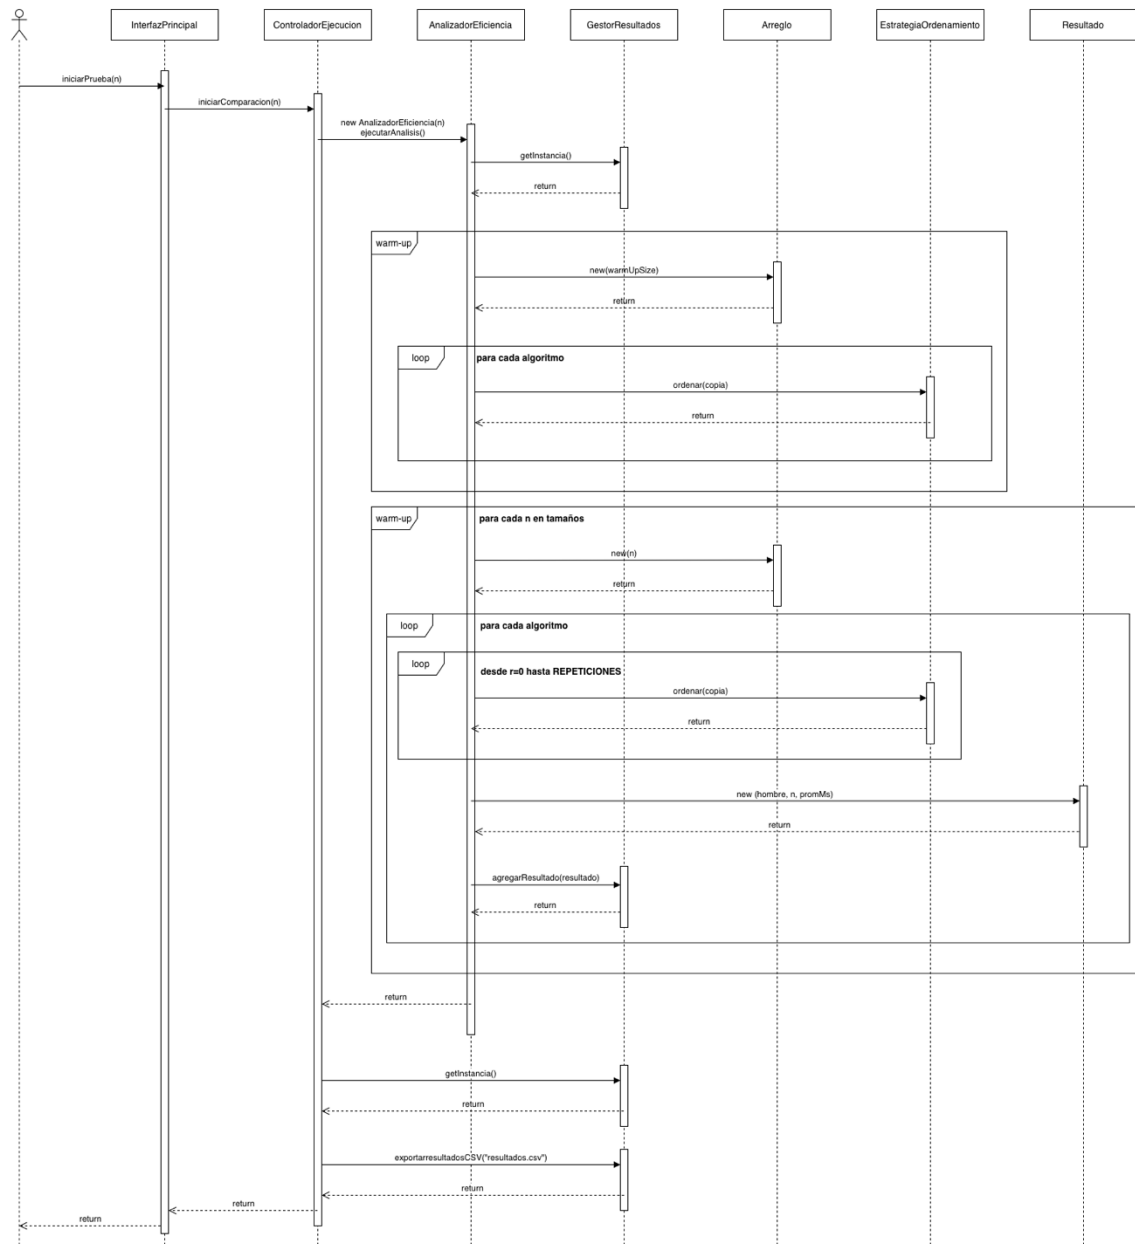 InterfazPrincipal
ControladorEjecucion
AnalizadorEficiencia
GestorResultados
Arreglo
EstrategiaOrdenamiento
Resultado
iniciarPrueba(n)
iniciarComparacion(n)
new AnalizadorEficiencia(n)
ejecutarAnalisis()
getInstancia()
return
warm-up
new(warmUpSize)
return
loop
para cada algoritmo
ordenar(copia)
return
warm-up
para cada n en tamaños
new(n)
return
loop
para cada algoritmo
loop
desde r=0 hasta REPETICIONES
ordenar(copia)
return
new (hombre, n, promMs)
return
agregarResultado(resultado)
return
return
getInstancia()
return
exportarresultadosCSV("resultados.csv")
return
return
return